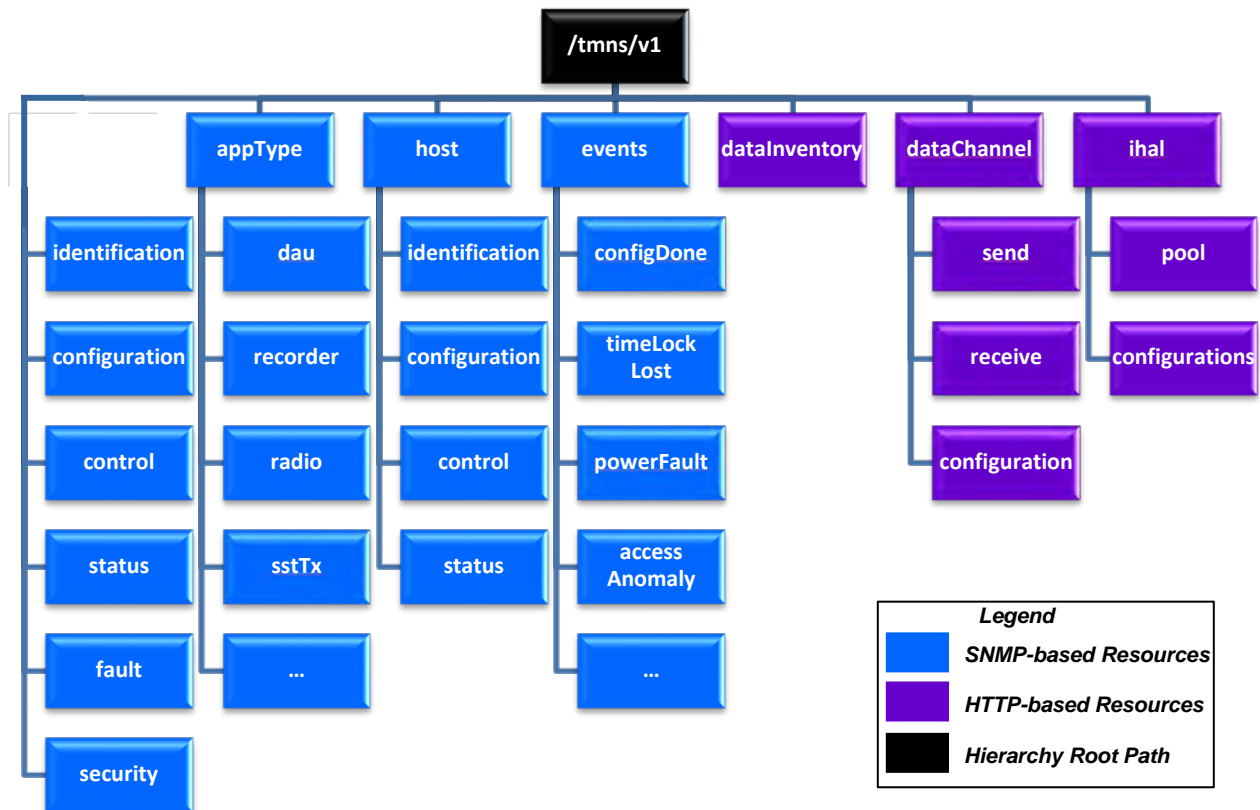 /tmns/v1
appType
host
events
dataInventory
dataChannel
ihal
identification
dau
identification
configDone
send
pool
configuration
recorder
configuration
timeLock
Lost
receive
configurations
control
radio
control
powerFault
configuration
status
sstTx
status
access
Anomaly
fault
...
...
security
Legend
SNMP-based Resources
HTTP-based Resources
Hierarchy Root Path